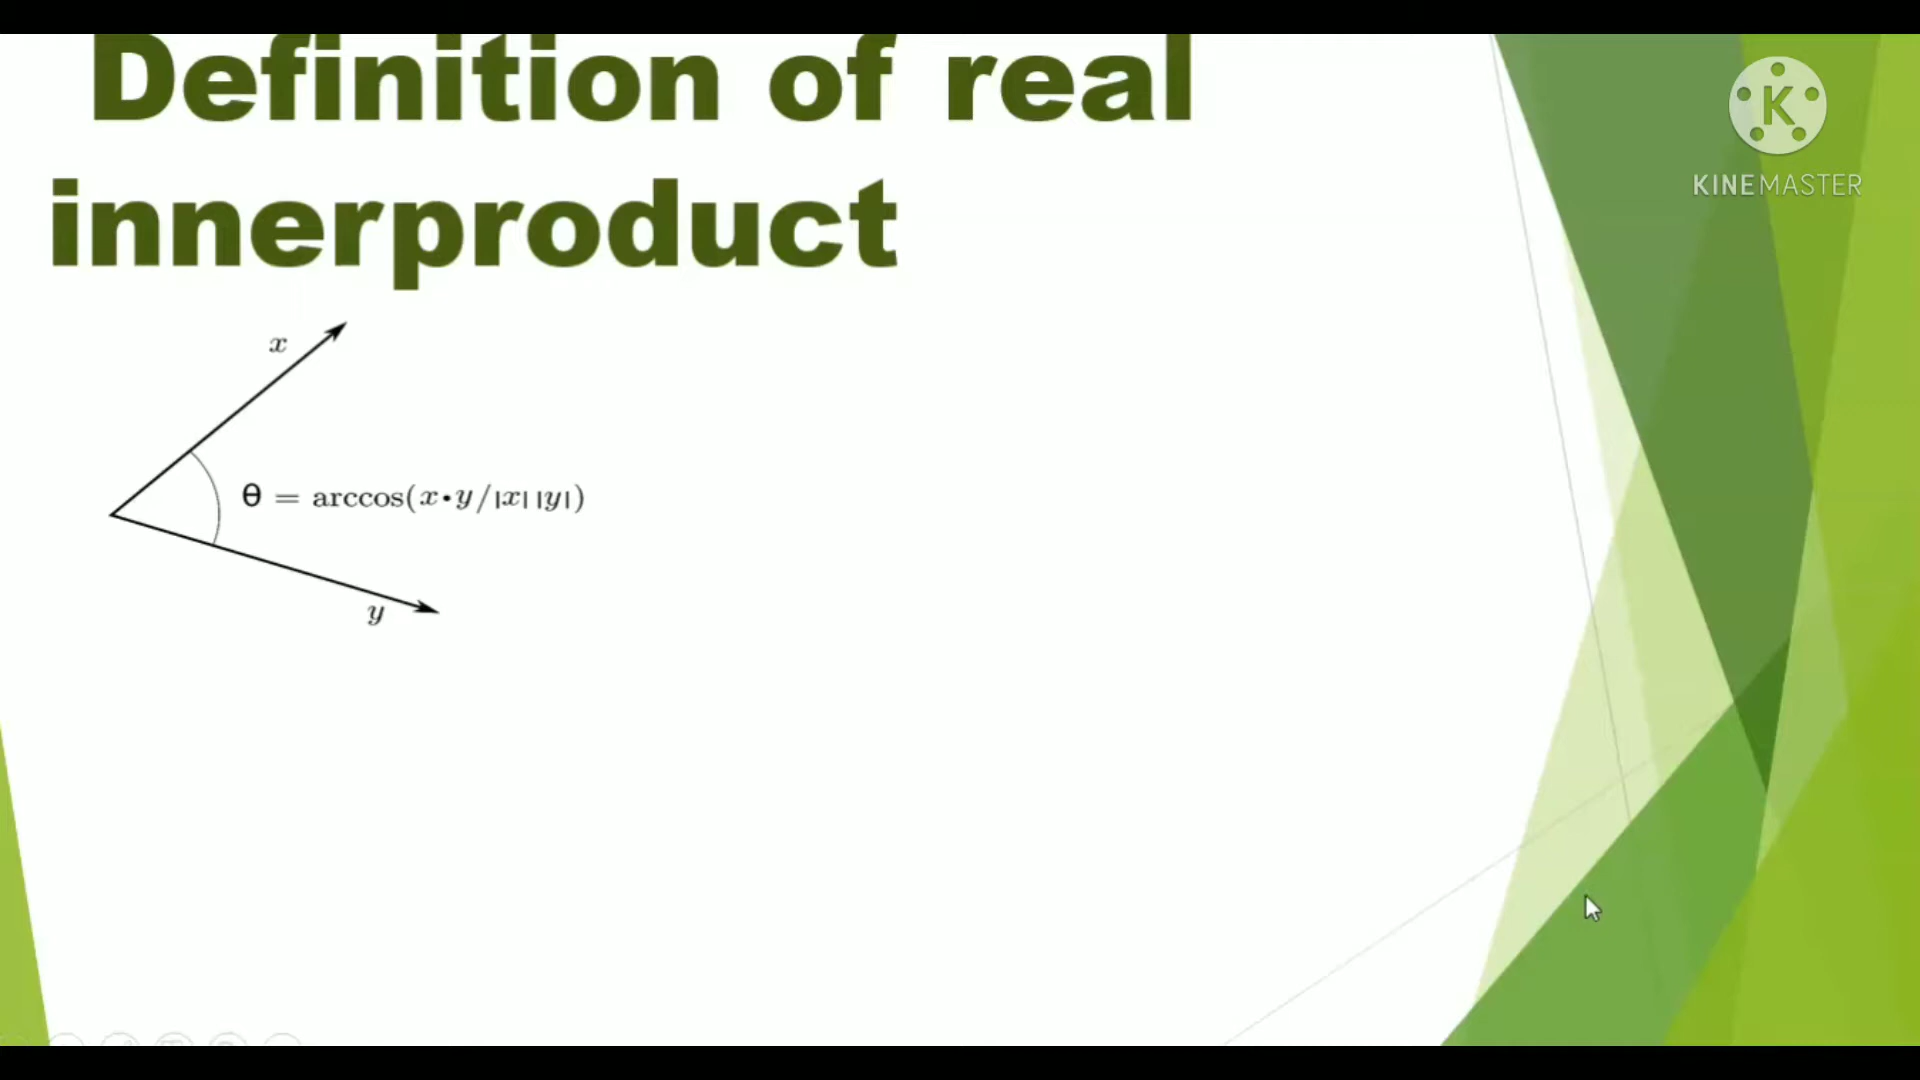 Definition of real
innerproduct
K
KINEMASTER
x
θ = arccos(x•y/|x| |y|)
y